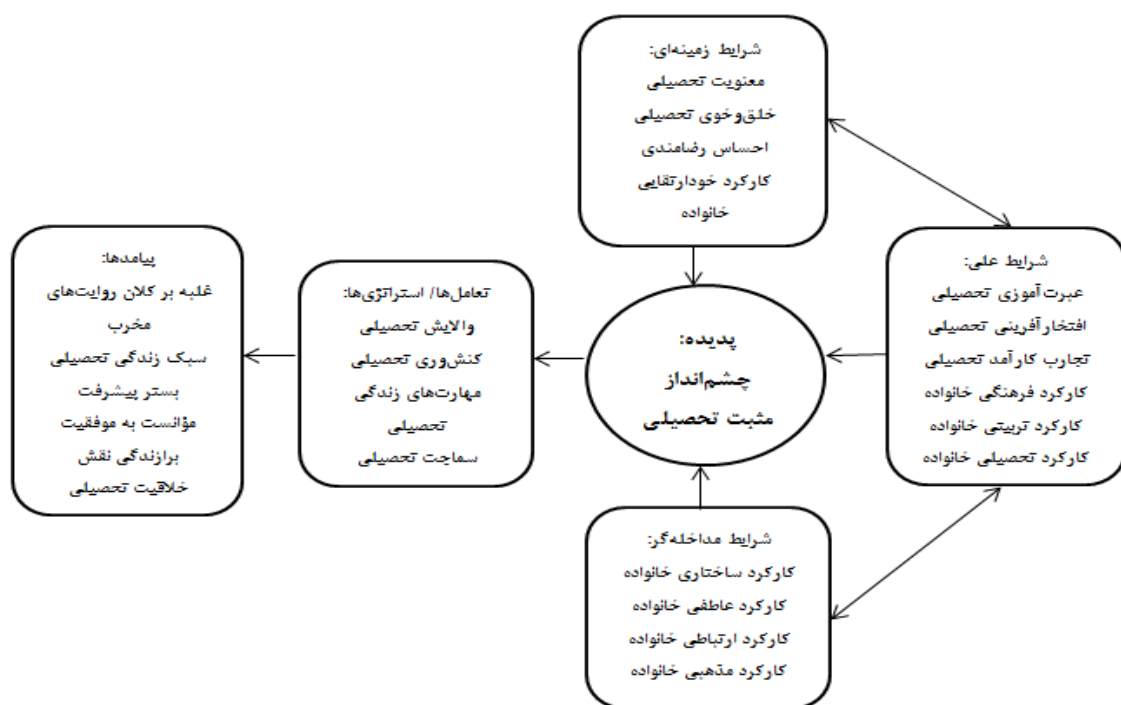 شرایط زمینه‌ای:
معنویت تحصیلی
خلق‌وخوی تحصیلی
احساس رضامندی
کارکرد خودارتقایی
خانواده
شرایط علی:
عبرت‌آموزی تحصیلی
افتخارآفرینی تحصیلی
تجارب کارآمد تحصیلی
کارکرد فرهنگی خانواده
کارکرد تربیتی خانواده
کارکرد تحصیلی خانواده
پدیده:
چشم‌انداز
مثبت تحصیلی
تعامل‌ها/ استراتژی‌ها:
والایش تحصیلی
کنش‌وری تحصیلی
مهارت‌های زندگی
تحصیلی
سماجت تحصیلی
پیامدها:
غلبه بر کلان روایت‌های
مخرب
سبک زندگی تحصیلی
بستر پیشرفت
مؤانست به موفقیت
برازندگی نقش
خلاقیت تحصیلی
شرایط مداخله‌گر:
کارکرد ساختاری خانواده
کارکرد عاطفی خانواده
کارکرد ارتباطی خانواده
کارکرد مذهبی خانواده